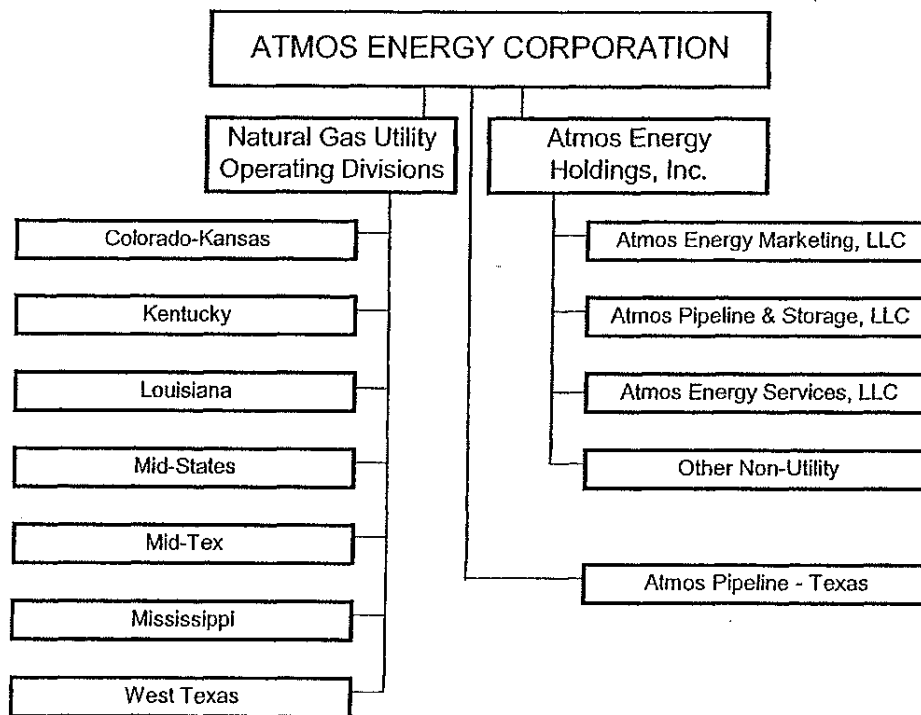 ATMOS ENERGY CORPORATION
Natural Gas Utility
Operating Divisions
Colorado-Kansas
Kentucky
Louisiana
Mid-States
Mid-Tex
Mississippi
West Texas
Atmos Energy
Holdings, Inc.
Atmos Energy Marketing, LLC
Atmos Pipeline & Storage, LLC
Atmos Energy Services, LLC
Other Non-Utility
Atmos Pipeline - Texas